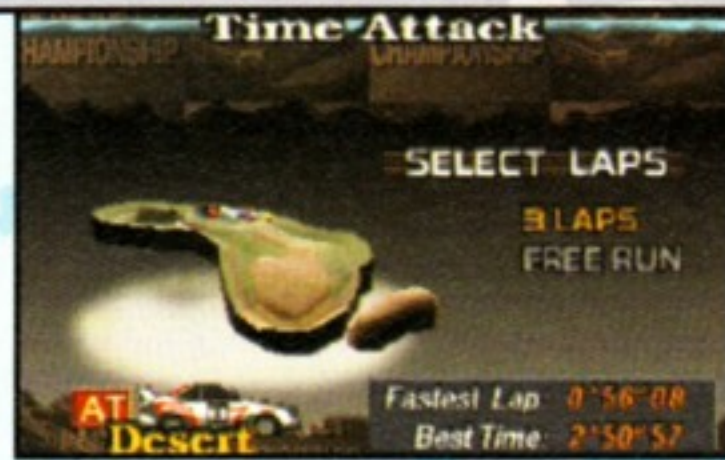 Time Attack
CHAMPIONSHIP
SELECT LAPS
3 LAPS
FREE RUN
AT
Desert
Fastest Lap 0'56"08
Best Time: 2'50"57